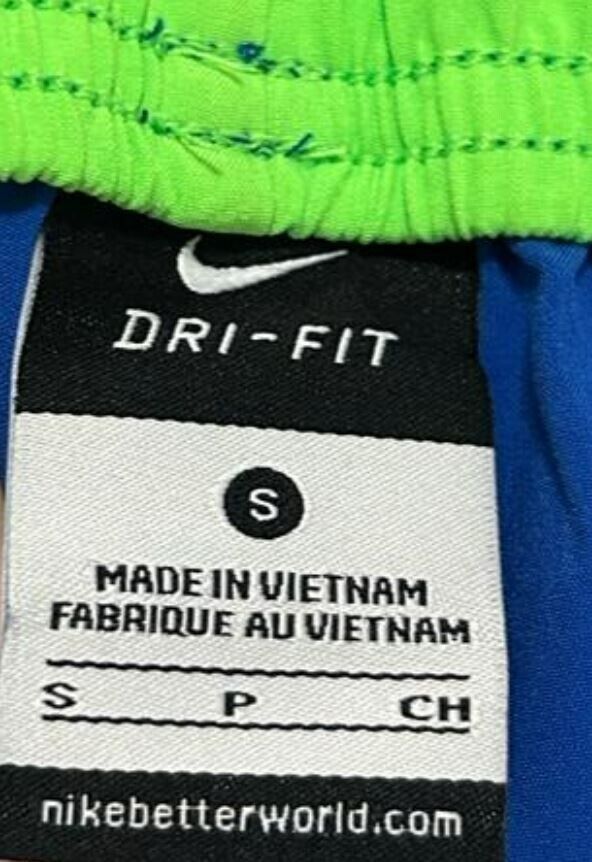 DRI-FIT
S
MADE IN VIETNAM
FABRIQUE AU VIETNAM
S P CH
nikebetterworld.com